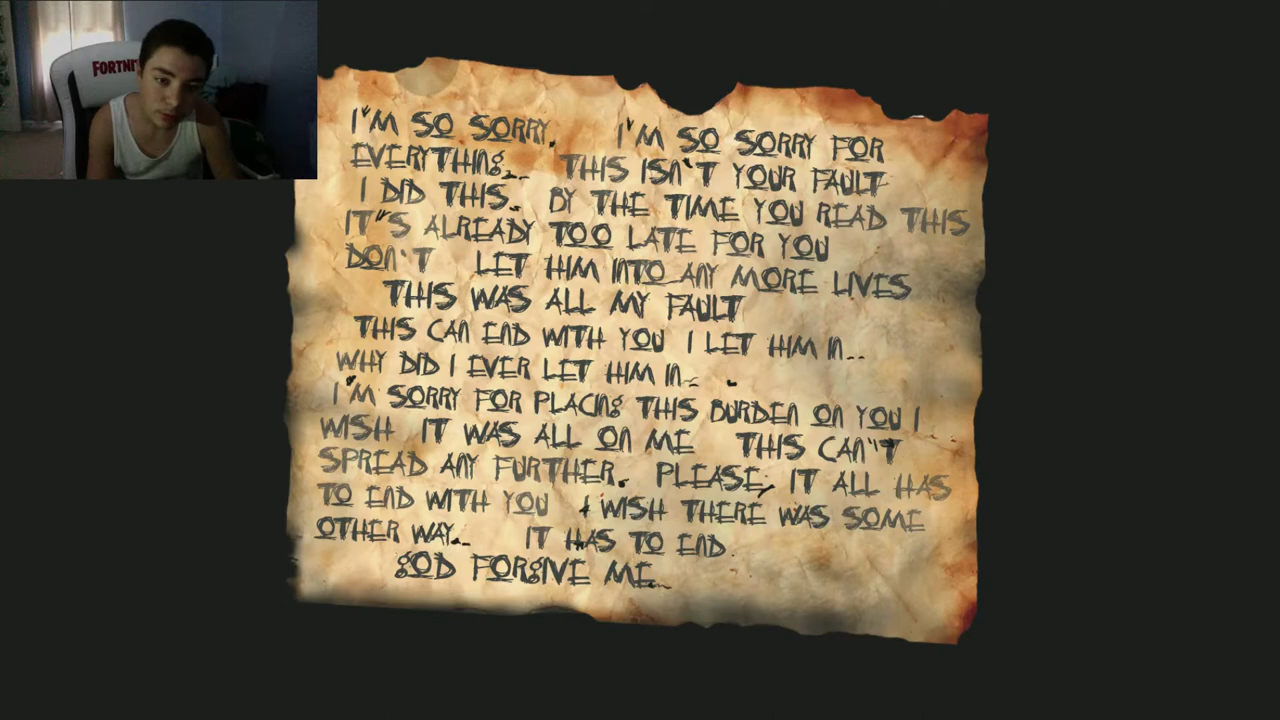 FORTNI
I'M SO SORRY. I'M SO SORRY FOR
EVERYTHING... THIS ISN'T YOUR FAULT
I DID THIS. BY THE TIME YOU READ THIS
IT"S ALREADY TOO LATE FOR YOU
DON'T LET HIM INTO ANY MORE LIVES
THIS WAS ALL MY FAULT
THIS CAN END WITH YOU I LET HIM IN...
WHY DID I EVER LET HIM IN...
I'M SORRY FOR PLACING THIS BURDEN ON YOU I
WISH IT WAS ALL ON ME THIS CAN"T
SPREAD ANY FURTHER. PLEASE, IT ALL HAS
TO END WITH YOU I WISH THERE WAS SOME
OTHER WAY... IT HAS TO END.
GOD FORGIVE ME...